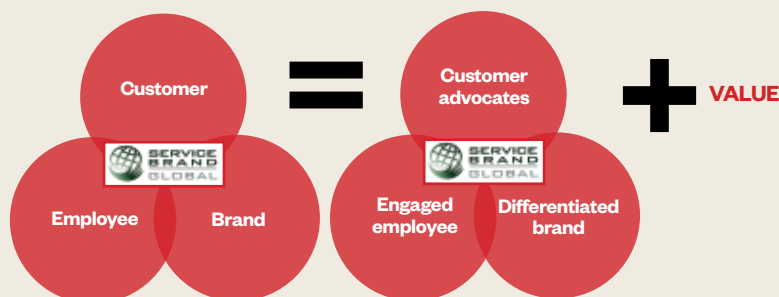 Customer
SERVICE
BRAND
GLOBAL
Employee
Brand
=
Customer
advocates
SERVICE
BRAND
GLOBAL
Engaged
employee
Differentiated
brand
+
VALUE